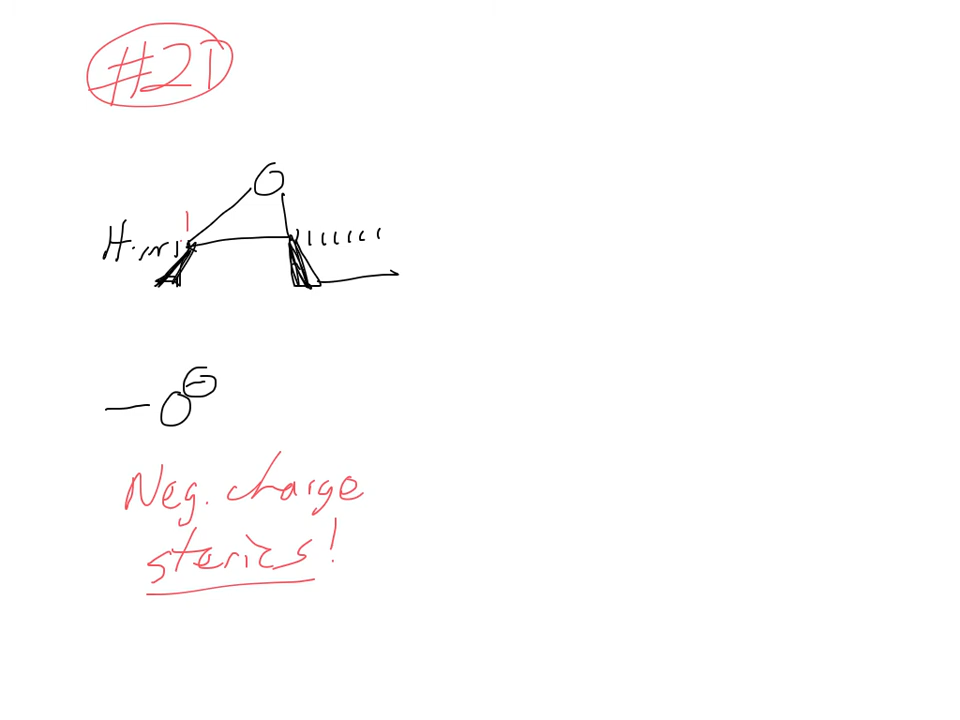 #21
O
H
— O⊖
Neg. charge
sterics!